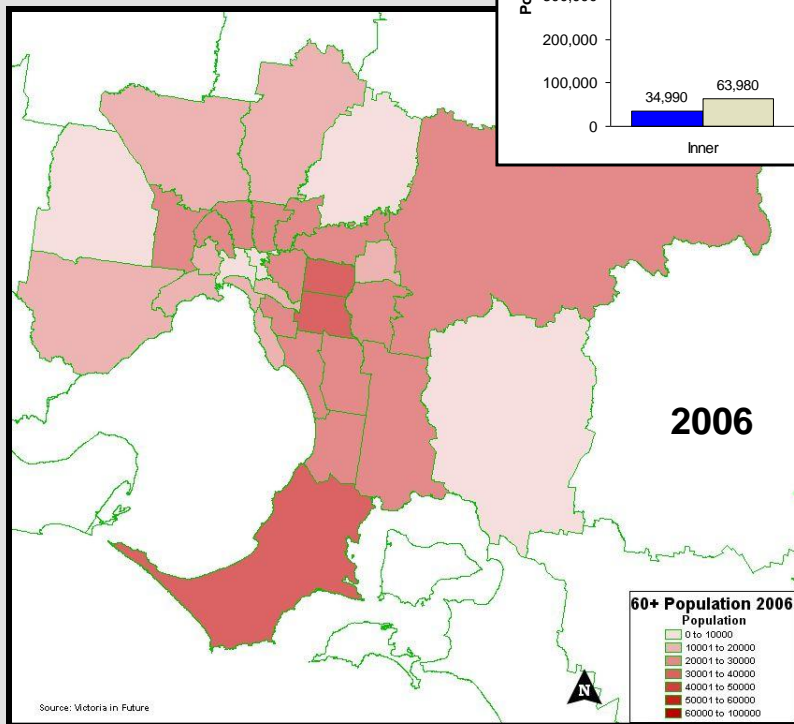 200,000
100,000
0
34,990
63,980
Inner
2006
60+ Population 2006
Population
0 to 10000
10001 to 20000
20001 to 30000
30001 to 40000
40001 to 50000
50001 to 60000
60000 to 100000
N
Source: Victoria in Future